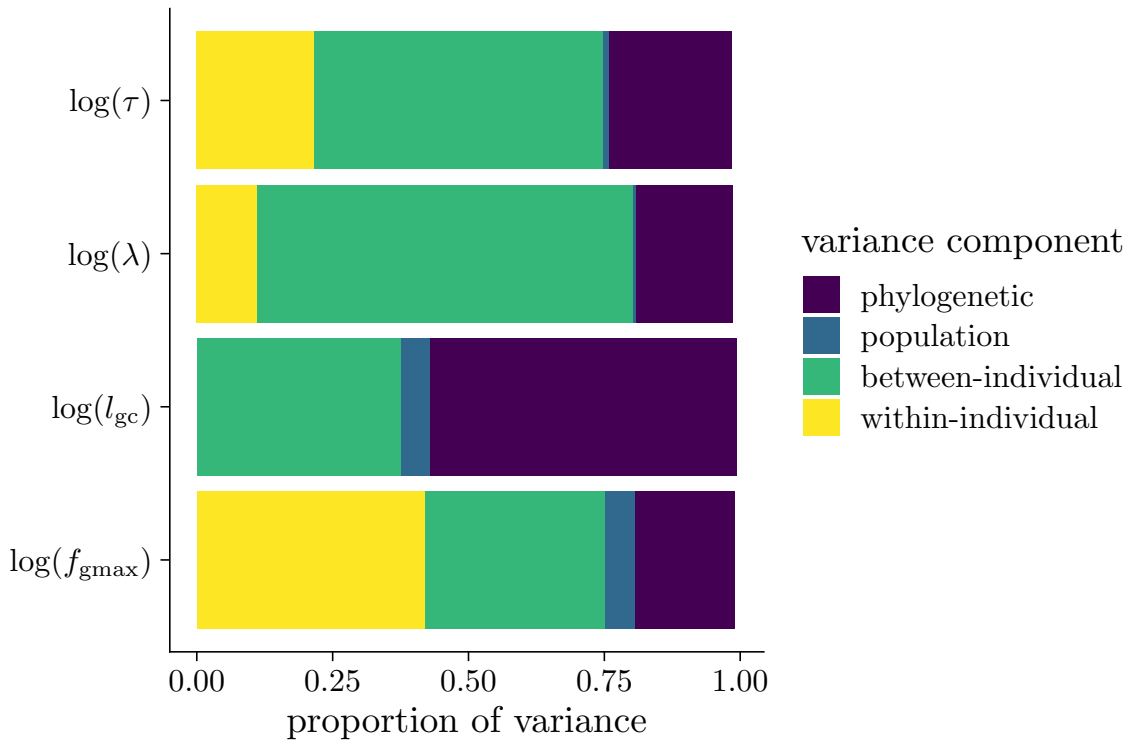 log(τ)
log(λ)
log(l_gc)
log(f_gmax)
0.00 0.25 0.50 0.75 1.00
proportion of variance
variance component
phylogenetic
population
between-individual
within-individual